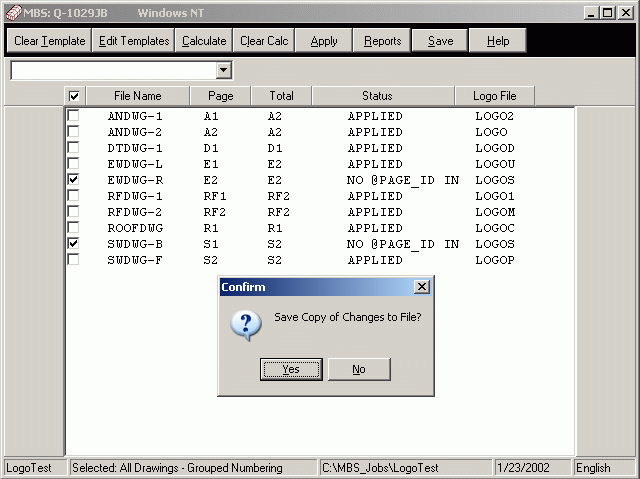 MBS: Q-1029JB Windows NT
Clear Template Edit Templates Calculate Clear Calc Apply Reports Save Help
File Name Page Total Status Logo File
ANDWG-1 A1 A2 APPLIED LOGO2
ANDWG-2 A2 A2 APPLIED LOGO
DTDWG-1 D1 D1 APPLIED LOGOD
EWDWG-L E1 E2 APPLIED LOGOU
EWDWG-R E2 E2 NO @PAGE_ID IN LOGOS
RFDWG-1 RF1 RF2 APPLIED LOGO1
RFDWG-2 RF2 RF2 APPLIED LOGOM
ROOFDWG R1 R1 APPLIED LOGOC
SWDWG-B S1 S2 NO @PAGE_ID IN LOGOS
SWDWG-F S2 S2 APPLIED LOGOP
Confirm
Save Copy of Changes to File?
Yes No
LogoTest Selected: All Drawings - Grouped Numbering C:\MBS_Jobs\LogoTest 1/23/2002 English